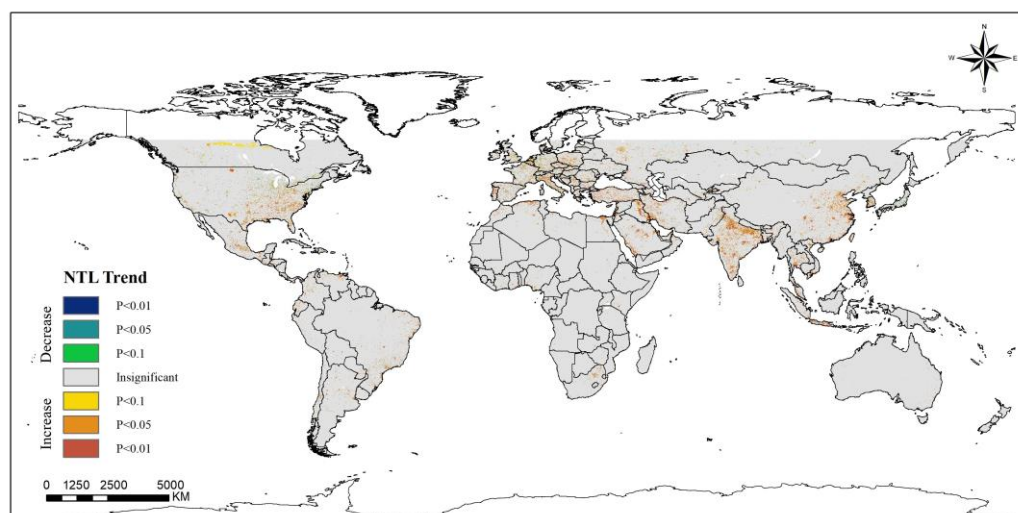 N
W E
S
NTL Trend
Decrease
P<0.01
P<0.05
P<0.1
Insignificant
Increase
P<0.1
P<0.05
P<0.01
0 1250 2500 5000
KM